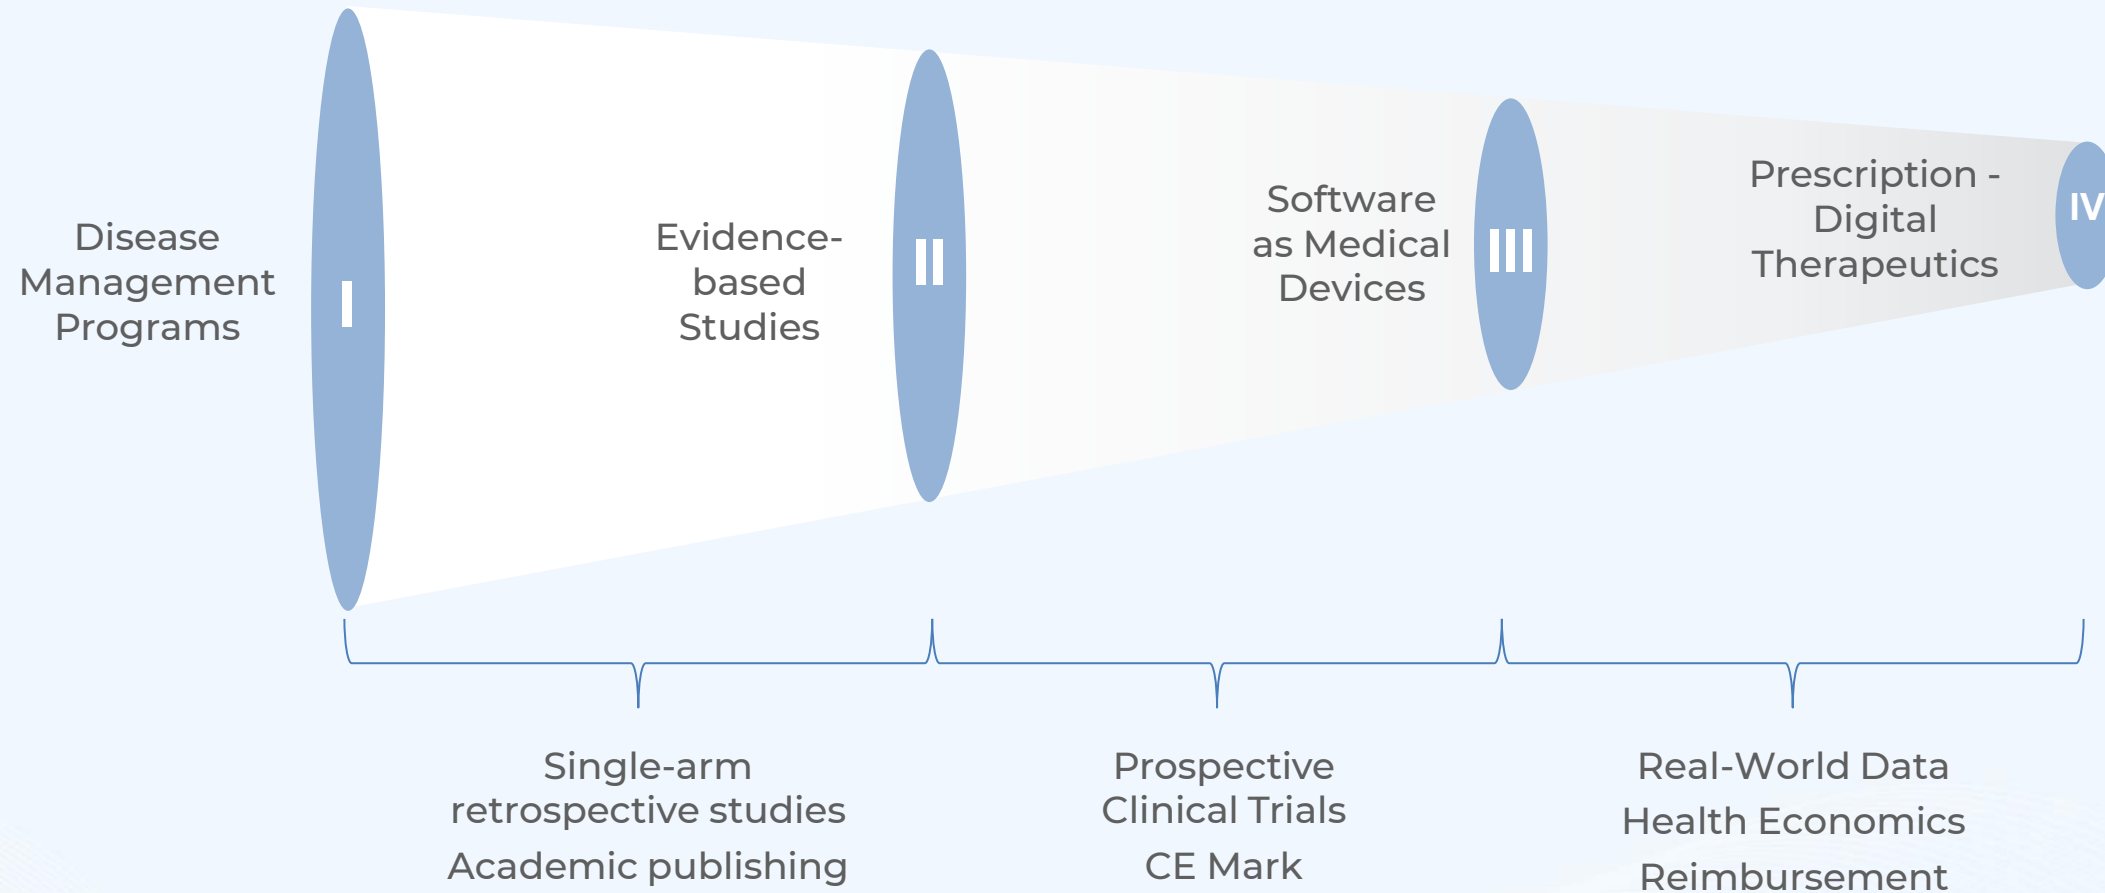 Disease
Management
Programs
I
Evidence-
based
Studies
II
Software
as Medical
Devices
III
Prescription -
Digital
Therapeutics
IV
Single-arm
retrospective studies
Academic publishing
Prospective
Clinical Trials
CE Mark
Real-World Data
Health Economics
Reimbursement